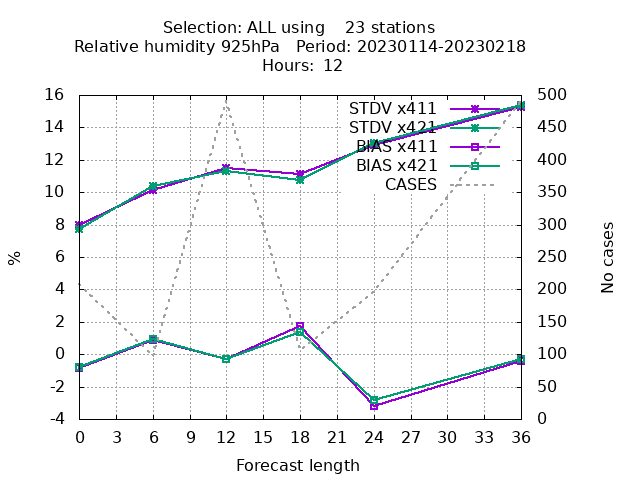 Selection: ALL using    23 stations
Relative humidity 925hPa   Period: 20230114-20230218
Hours:  12
STDV x411
STDV x421
BIAS x411
BIAS x421
CASES
16
14
12
10
8
6
4
2
0
-2
-4
%
500
450
400
350
300
250
200
150
100
50
0
No cases
0 3 6 9 12 15 18 21 24 27 30 33 36
Forecast length